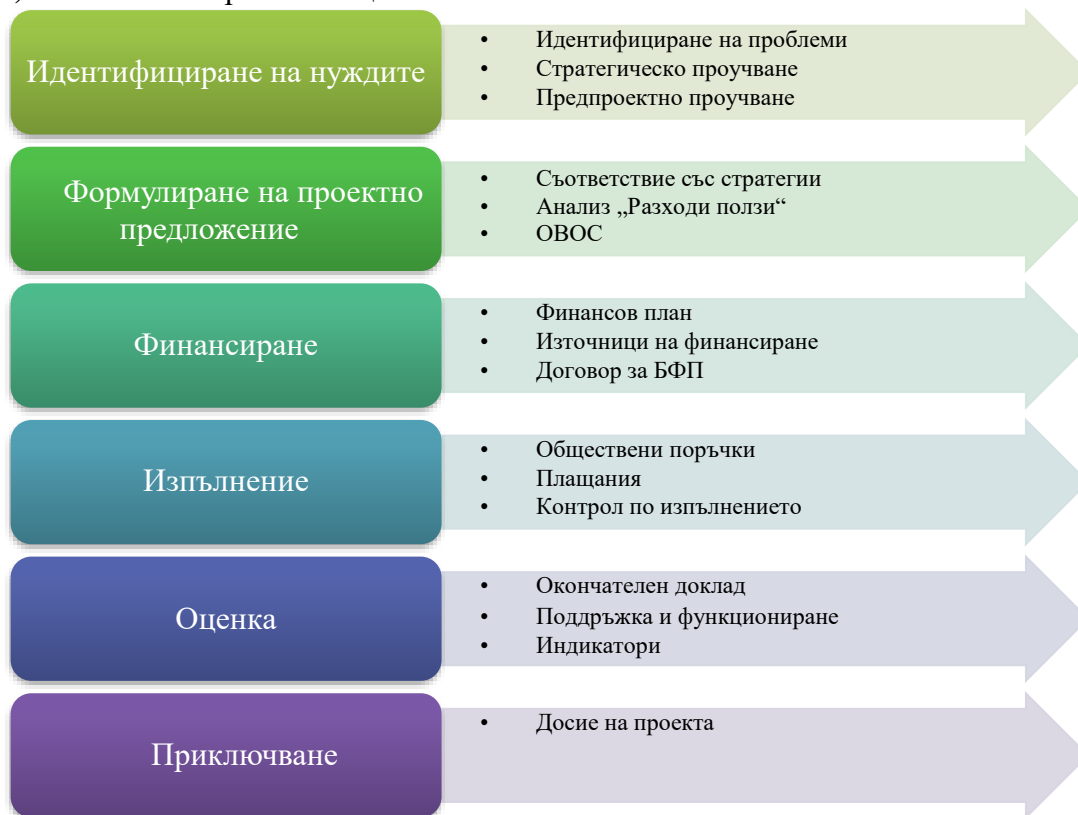 Идентифициране на нуждите
• Идентифициране на проблеми
• Стратегическо проучване
• Предпроектно проучване
Формулиране на проектно
предложение
• Съответствие със стратегии
• Анализ „Разходи ползи“
• ОВОС
Финансиране
• Финансов план
• Източници на финансиране
• Договор за БФП
Изпълнение
• Обществени поръчки
• Плащания
• Контрол по изпълнението
Оценка
• Окончателен доклад
• Поддръжка и функциониране
• Индикатори
Приключване
• Досие на проекта